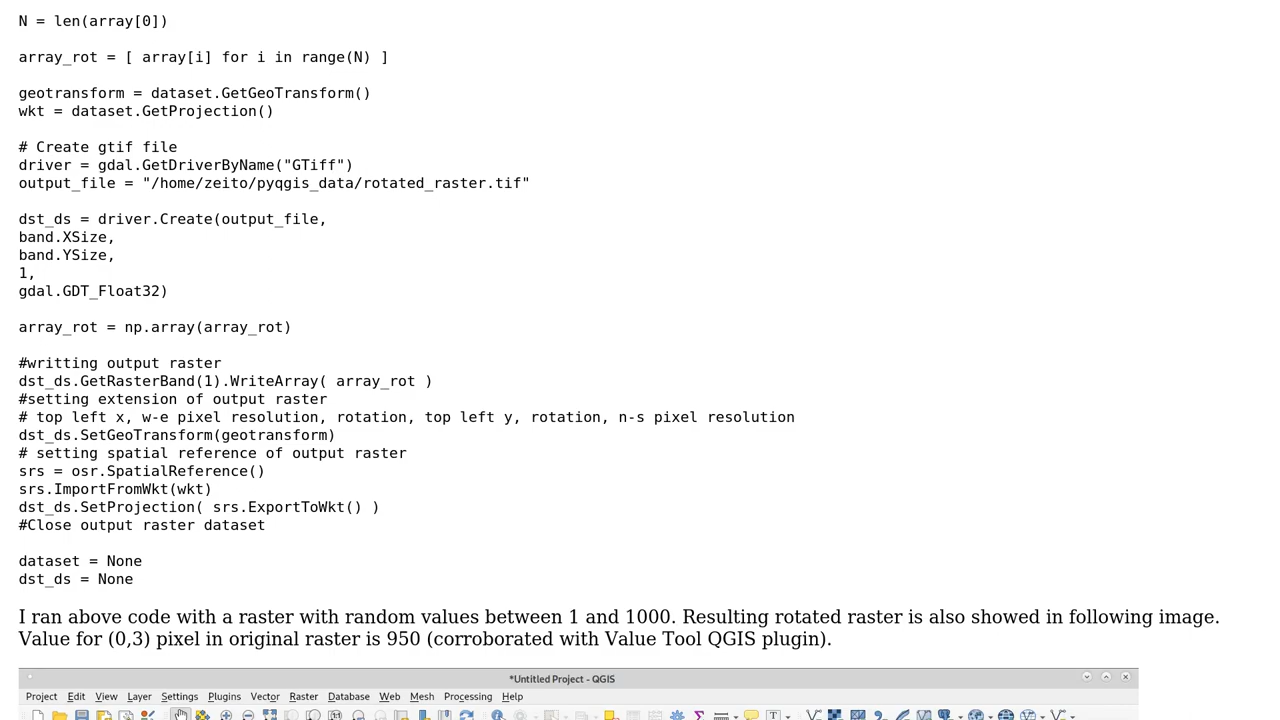 N = len(array[0])
array_rot = [ array[i] for i in range(N) ]
geotransform = dataset.GetGeoTransform()
wkt = dataset.GetProjection()
# Create gtif file
driver = gdal.GetDriverByName("GTiff")
output_file = "/home/zeito/pyqgis_data/rotated_raster.tif"
dst_ds = driver.Create(output_file,
band.XSize,
band.YSize,
1,
gdal.GDT_Float32)
array_rot = np.array(array_rot)
#writting output raster
dst_ds.GetRasterBand(1).WriteArray( array_rot )
#setting extension of output raster
# top left x, w-e pixel resolution, rotation, top left y, rotation, n-s pixel resolution
dst_ds.SetGeoTransform(geotransform)
# setting spatial reference of output raster
srs = osr.SpatialReference()
srs.ImportFromWkt(wkt)
dst_ds.SetProjection( srs.ExportToWkt() )
#Close output raster dataset
dataset = None
dst_ds = None
I ran above code with a raster with random values between 1 and 1000. Resulting rotated raster is also showed in following image.
Value for (0,3) pixel in original raster is 950 (corroborated with Value Tool QGIS plugin).
*Untitled Project - QGIS
Project Edit View Layer Settings Plugins Vector Raster Database Web Mesh Processing Help